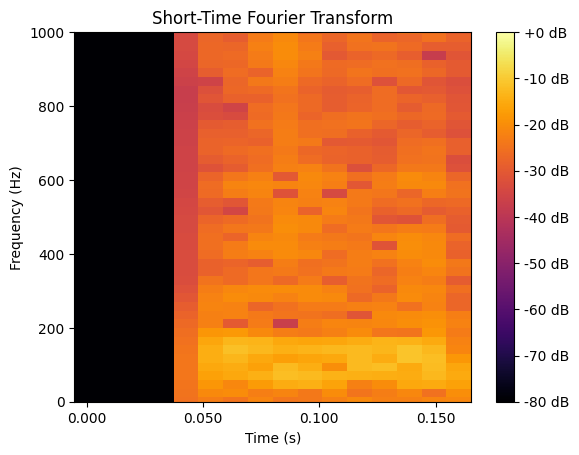 Short-Time Fourier Transform
Frequency (Hz)
1000
800
600
400
200
0
0.000
0.050
0.100
0.150
Time (s)
+0 dB
-10 dB
-20 dB
-30 dB
-40 dB
-50 dB
-60 dB
-70 dB
-80 dB